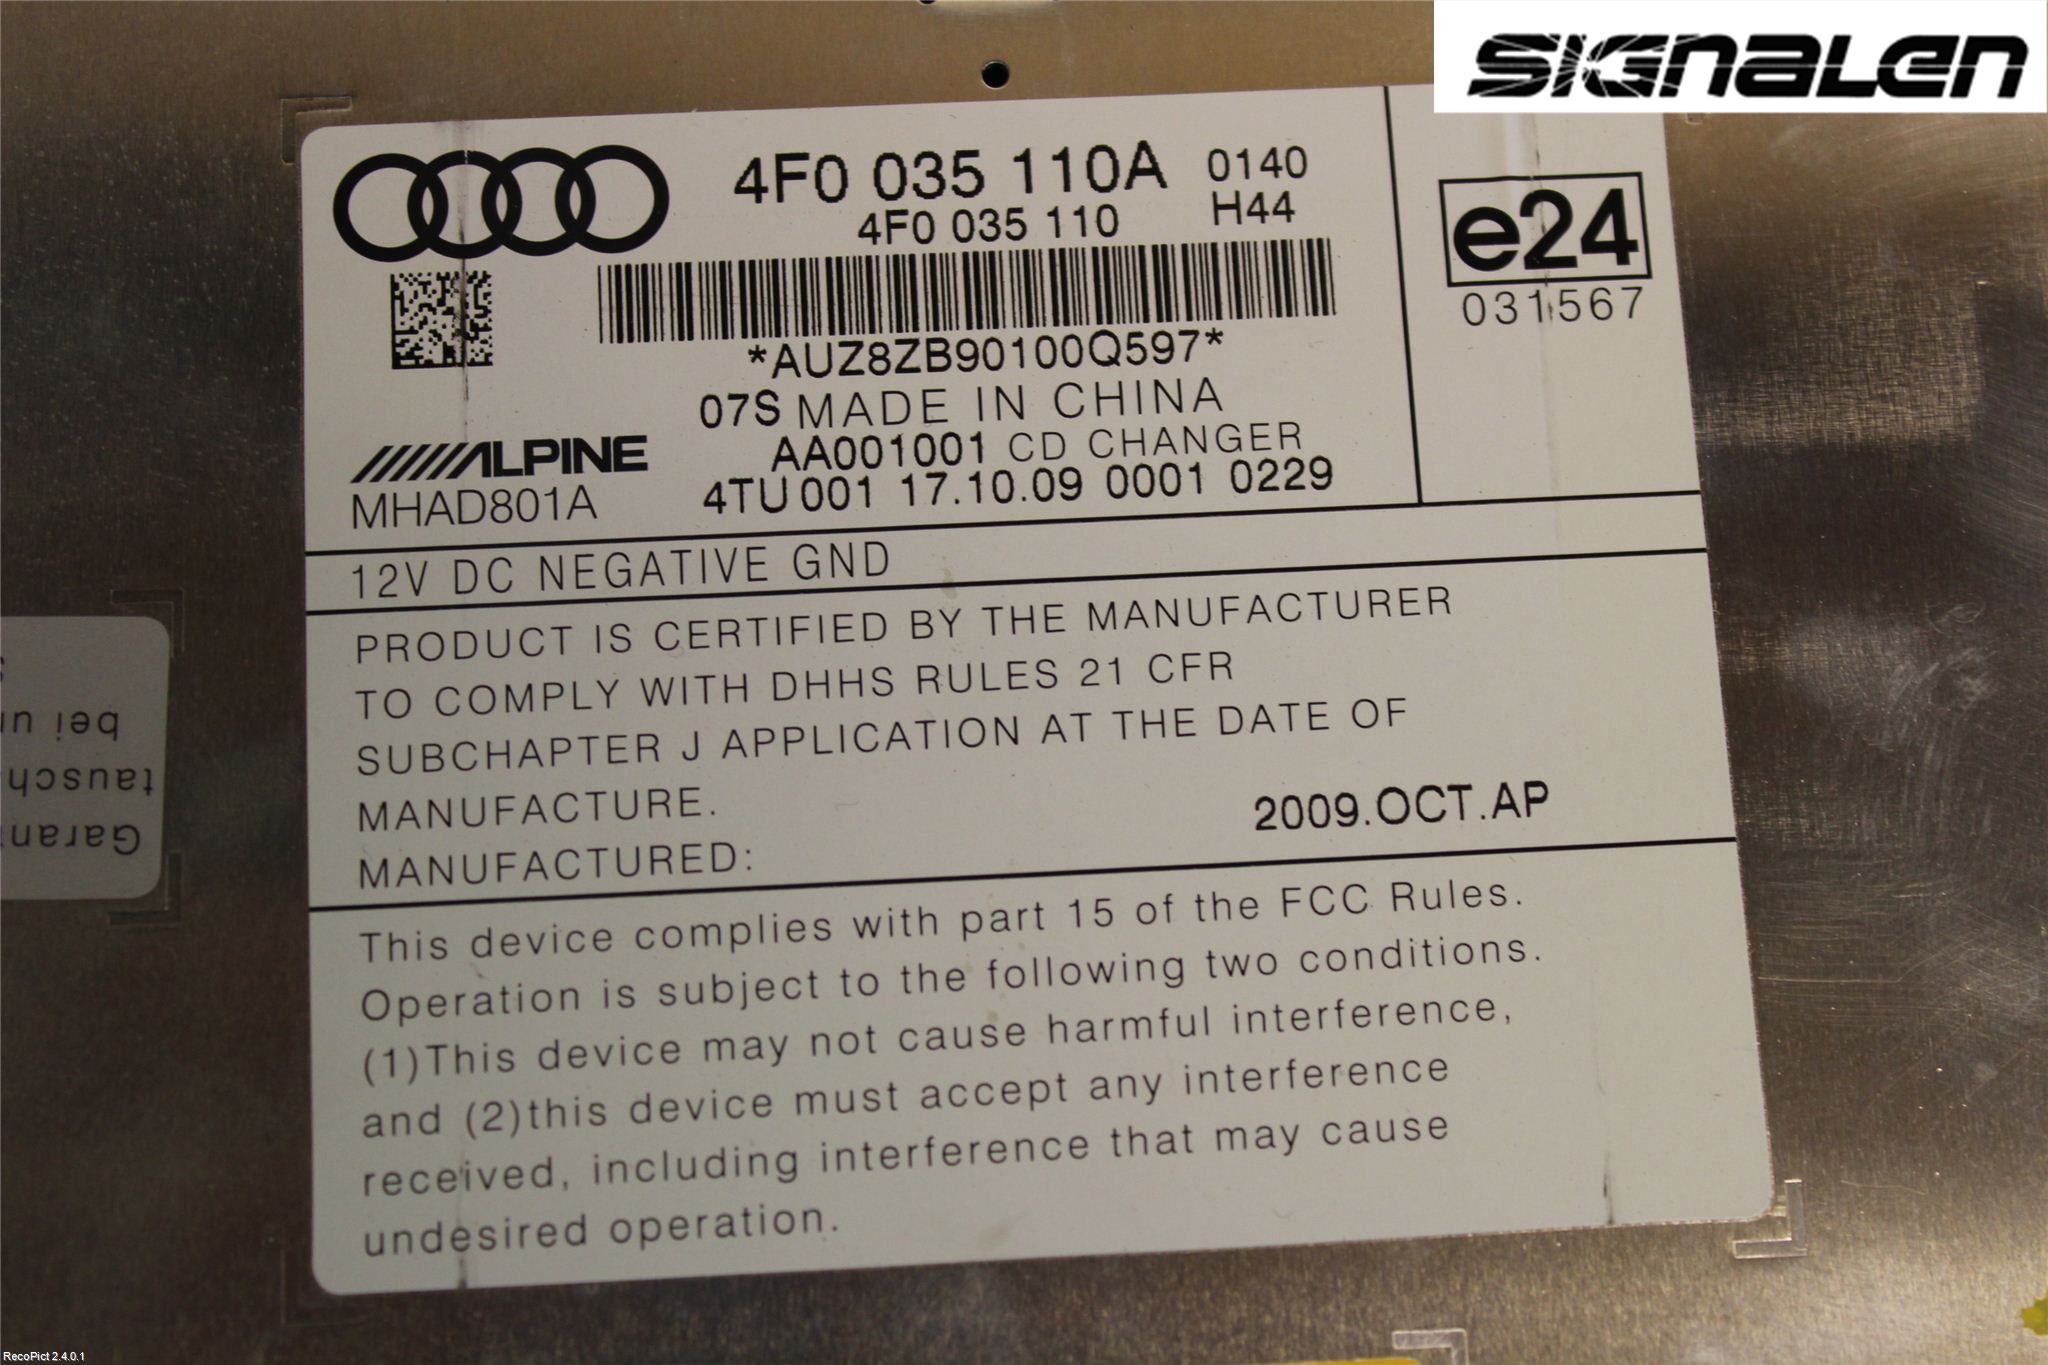 SIGNALEN
4F0 035 110A 0140
4F0 035 110 H44
e24
031567
*AUZ8ZB90100Q597*
07S MADE IN CHINA
ALPINE AA001001 CD CHANGER
MHAD801A 4TU 001 17.10.09 0001 0229
12V DC NEGATIVE GND
PRODUCT IS CERTIFIED BY THE MANUFACTURER
TO COMPLY WITH DHHS RULES 21 CFR
SUBCHAPTER J APPLICATION AT THE DATE OF
MANUFACTURE.
MANUFACTURED: 2009.OCT.AP
This device complies with part 15 of the FCC Rules.
Operation is subject to the following two conditions.
(1)This device may not cause harmful interference,
and (2)this device must accept any interference
received, including interference that may cause
undesired operation.
Garan
tausch
bei
RecoPict 2.4.0.1